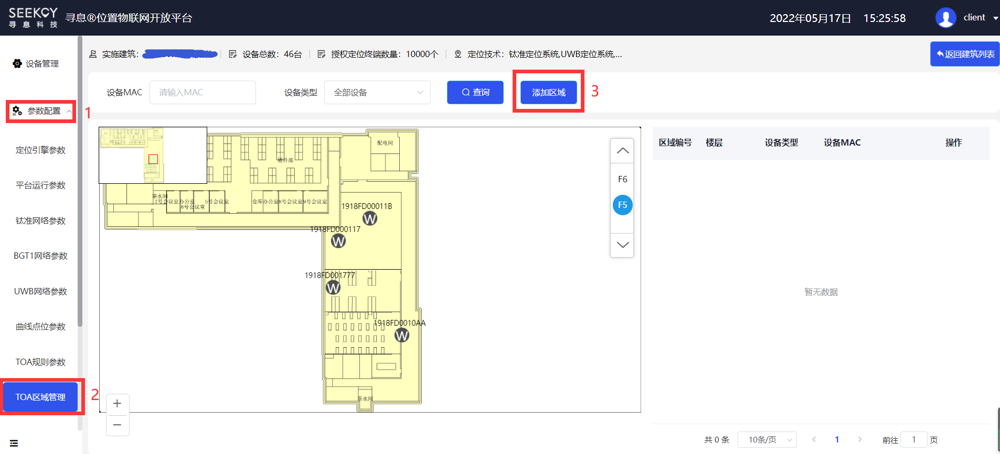 SEEKCY
寻息科技
寻息®位置物联网开放平台
2022年05月17日 15:25:58
client
设备管理
参数配置
1
定位引擎参数
平台运行参数
钛准网络参数
BGT1网络参数
UWB网络参数
曲线点位参数
TOA规则参数
TOA区域管理
2
实施建筑:
设备总数: 46台
授权定位终端数量: 10000个
定位技术: 钛准定位系统,UWB定位系统,...
返回建筑列表
设备MAC
请输入MAC
设备类型
全部设备
查询
添加区域
3
配电间
硬件部
茶水间
7号会议室
办公室
6号会议室
5号会议室
仓库
办公室
8号会议室
9号会议室
1918FD00011B
W
1918FD000117
W
1918FD001777
W
1918FD0010AA
W
茶水间
F6
F5
+
−
区域编号 楼层 设备类型 设备MAC 操作
暂无数据
共 0 条
10条/页
1
前往 1 页